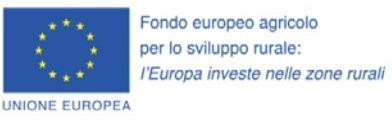 Fondo europeo agricolo
per lo sviluppo rurale:
l'Europa investe nelle zone rurali
UNIONE EUROPEA